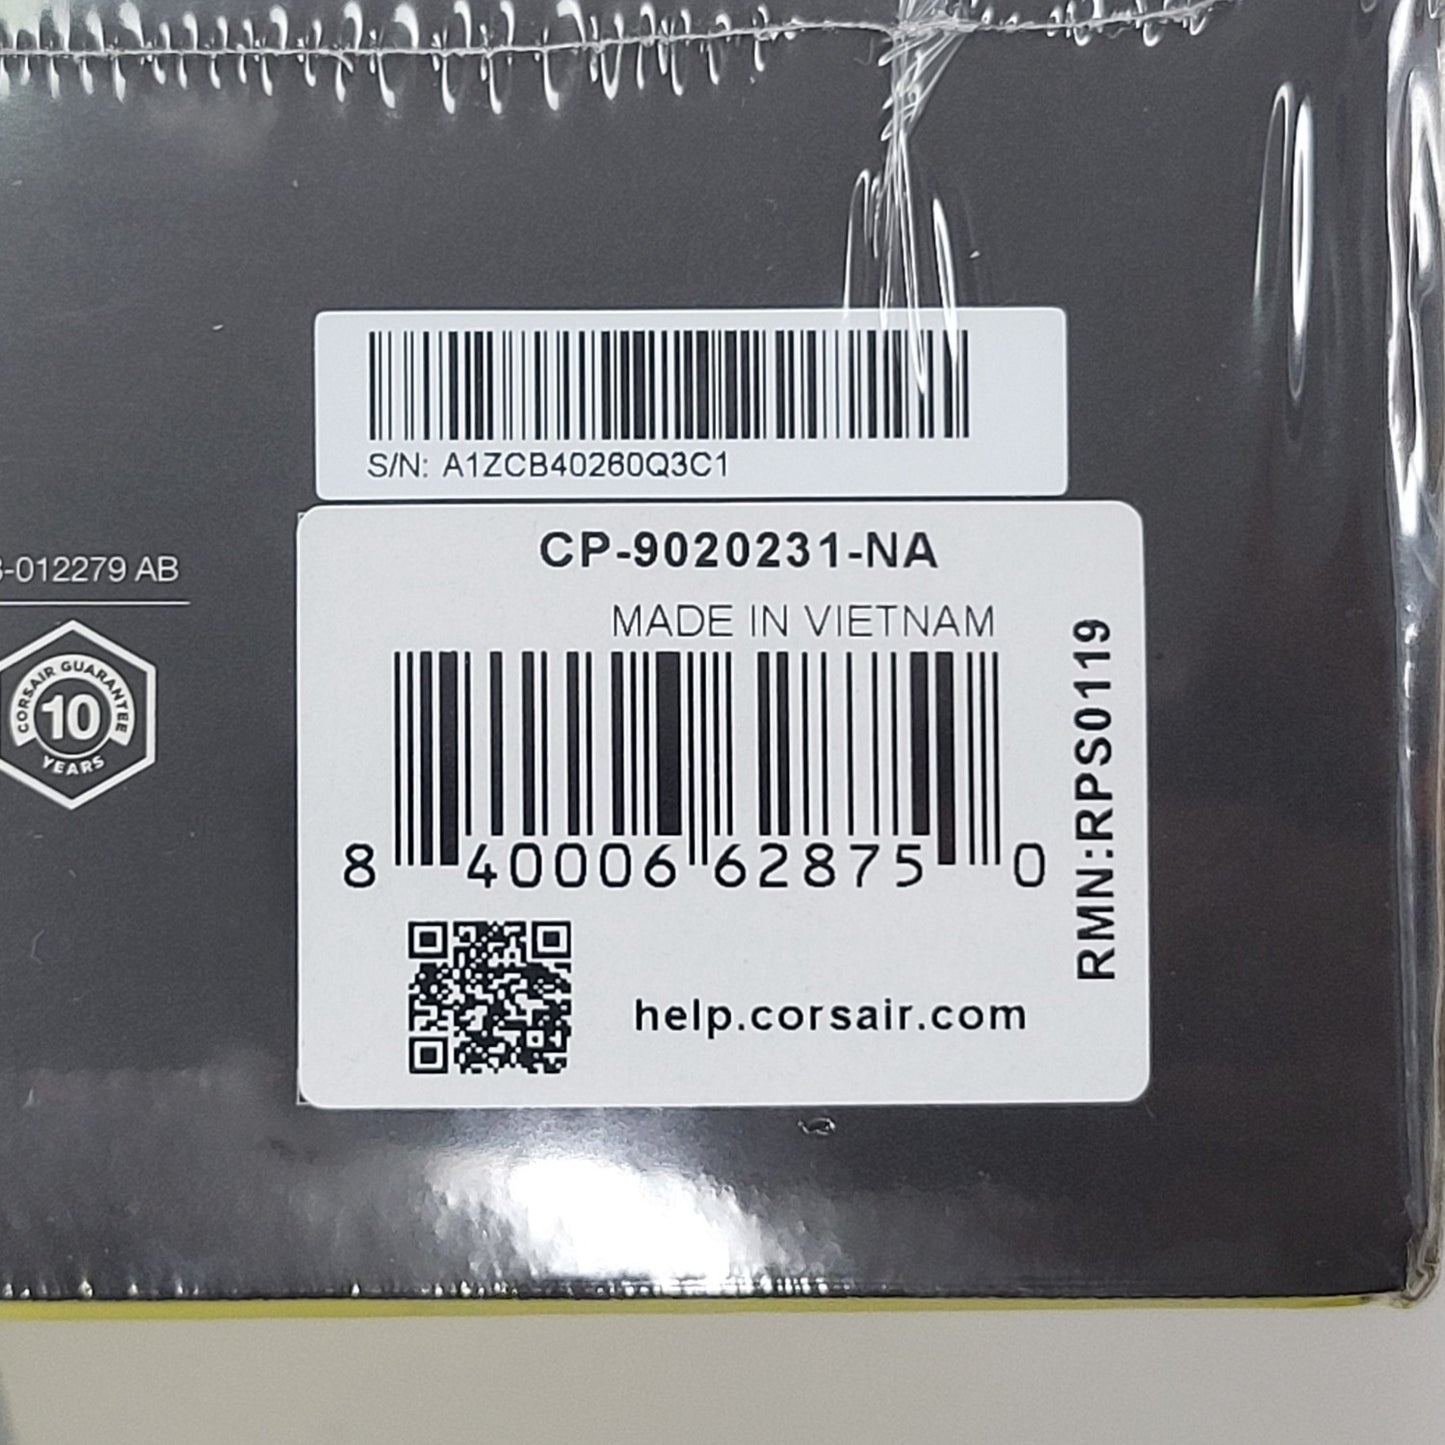 S/N: A1ZCB40260Q3C1
CP-9020231-NA
MADE IN VIETNAM
8 40006 62875 0
RMN:RPS0119
help.corsair.com
-012279 AB
CORSAIR GUARANTEE
10
YEARS